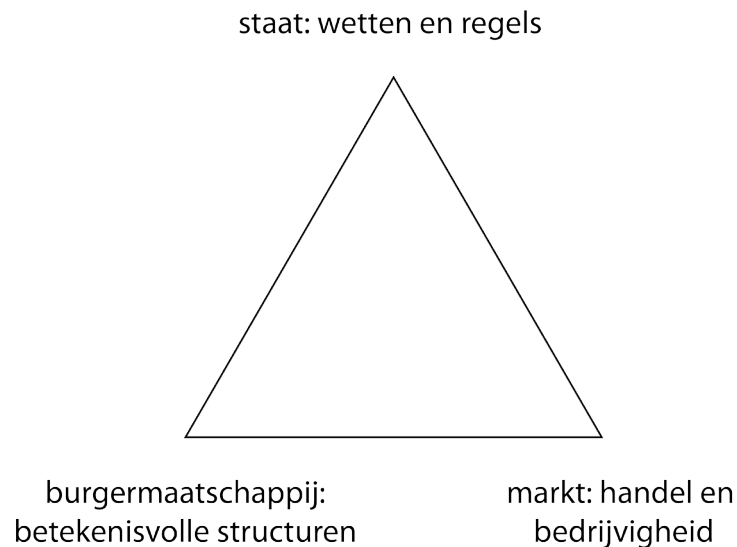 staat: wetten en regels
burgermaatschappij:
betekenisvolle structuren
markt: handel en
bedrijvigheid